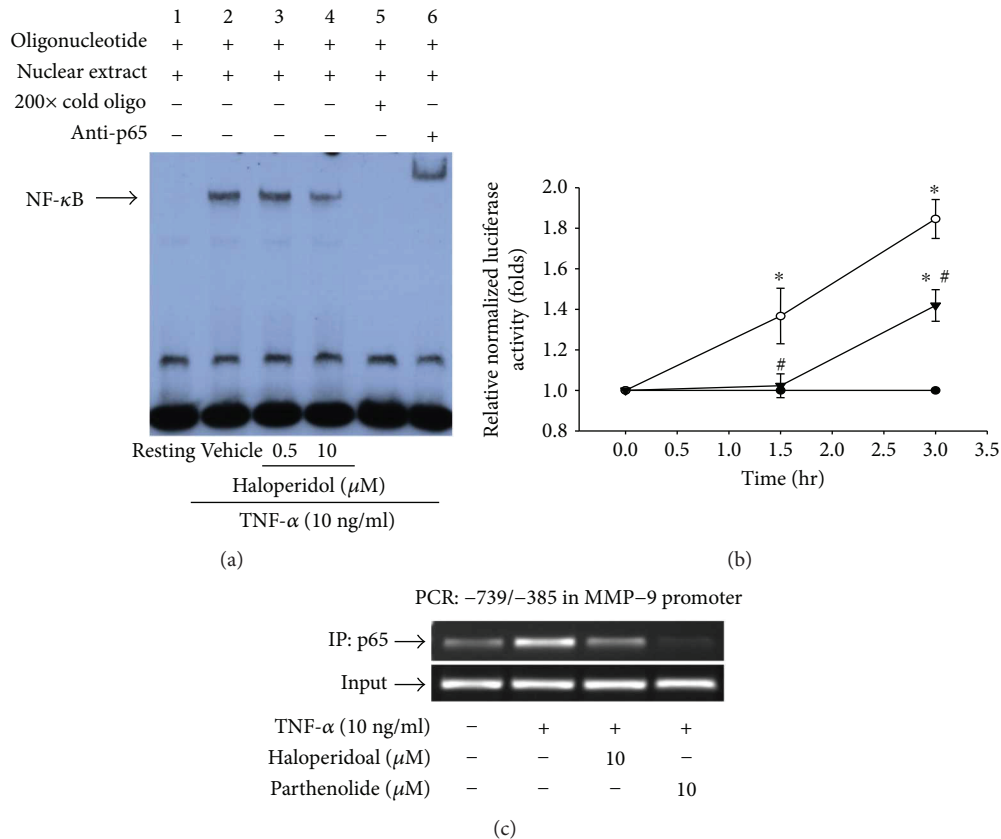 1 2 3 4 5 6
Oligonucleotide + + + + + +
Nuclear extract + + + + + +
200× cold oligo − − − − + −
Anti-p65 − − − − − +
NF-κB
Resting Vehicle 0.5 10
Haloperidol (μM)
TNF-α (10 ng/ml)
(a)
Relative normalized luciferase
activity (folds)
2.0
1.8
1.6
1.4
1.2
1.0
0.8
*
*
* #
#
0.0 0.5 1.0 1.5 2.0 2.5 3.0 3.5
Time (hr)
(b)
PCR: −739/−385 in MMP−9 promoter
IP: p65
Input
TNF-α (10 ng/ml) − + + +
Haloperidoal (μM) − − 10 −
Parthenolide (μM) − − − 10
(c)